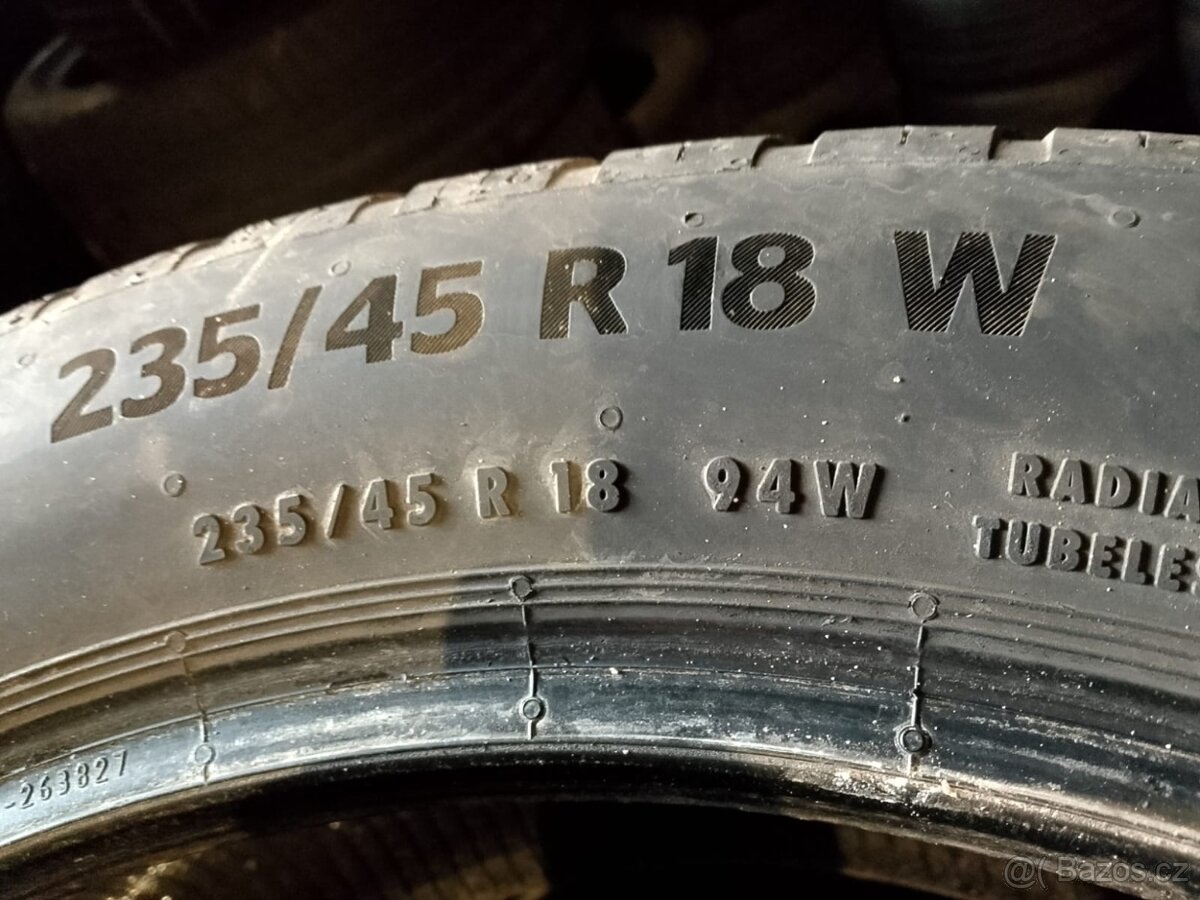 235/45 R 18 W
235/45 R 18 94W
RADIA
TUBELES
-263827
@( Bazos.cz